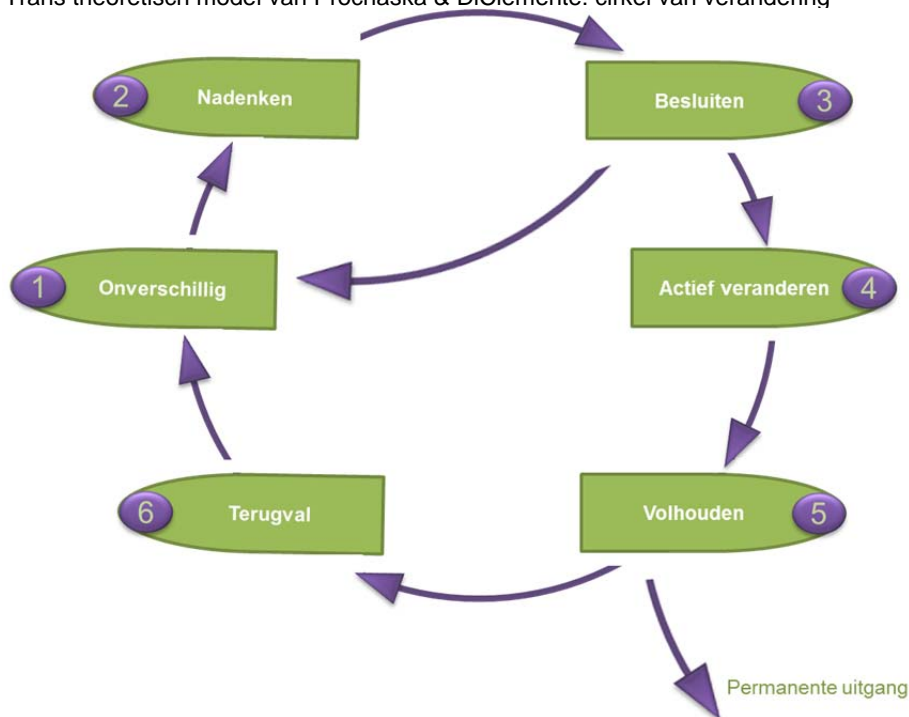 Trans theoretisch model van Prochaska & DiClemente: cirkel van verandering
2 Nadenken
Besluiten 3
1 Onverschillig
Actief veranderen 4
6 Terugval
Volhouden 5
Permanente uitgang